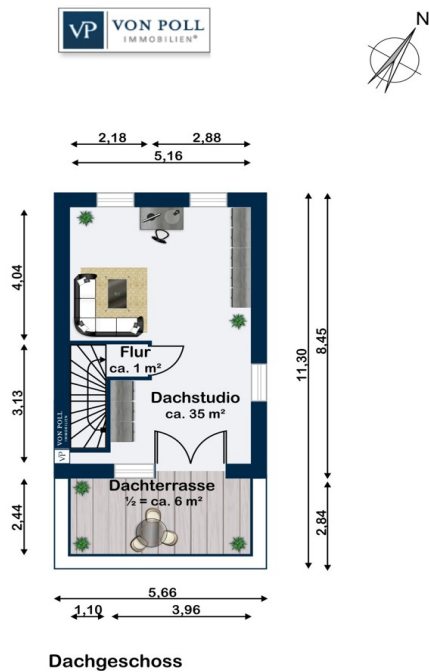 VP VON POLL
IMMOBILIEN®
N
2,18 2,88
5,16
4,04
3,13
2,44
11,30
8,45
2,84
Flur
ca. 1 m²
Dachstudio
ca. 35 m²
VON POLL
IMMOBILIEN
VP
Dachterrasse
½ = ca. 6 m²
5,66
1,10 3,96
Dachgeschoss